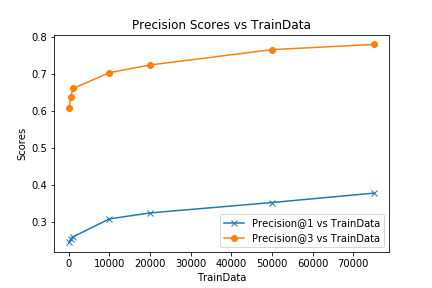 Precision Scores vs TrainData
Scores
0.8
0.7
0.6
0.5
0.4
0.3
Precision@1 vs TrainData
Precision@3 vs TrainData
0 10000 20000 30000 40000 50000 60000 70000
TrainData